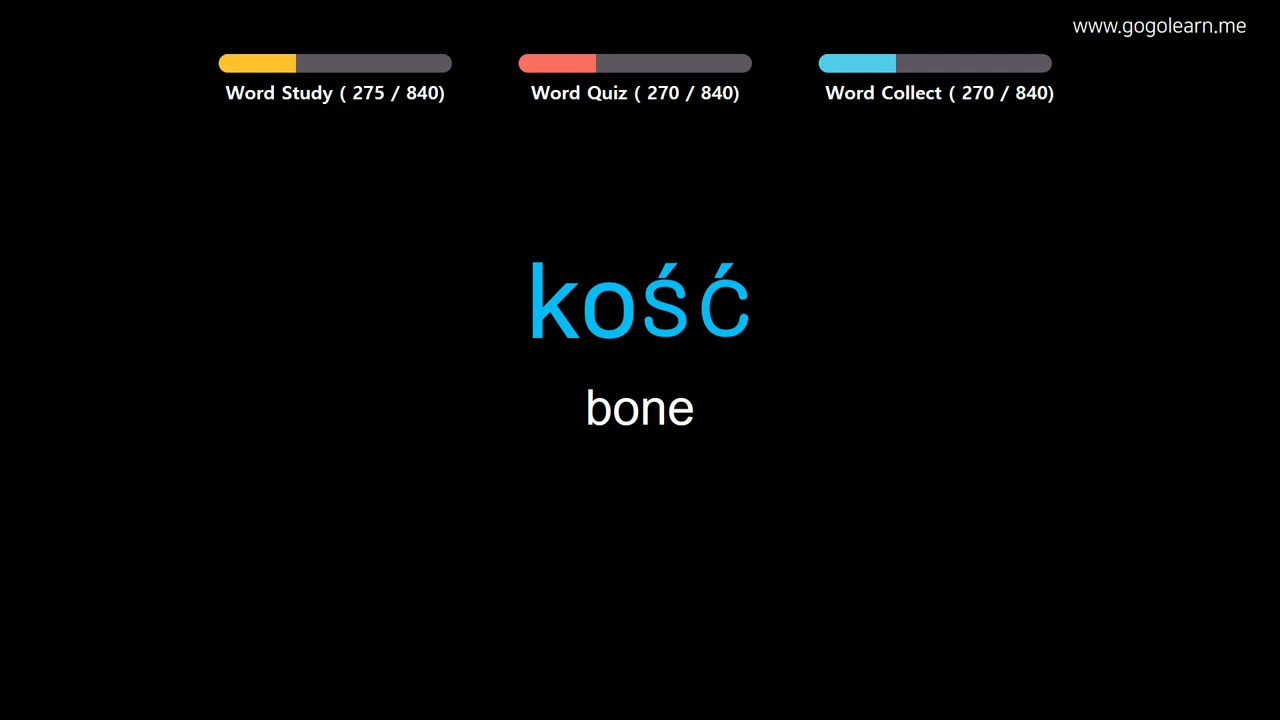 www.gogolearn.me
Word Study ( 275 / 840)
Word Quiz ( 270 / 840)
Word Collect ( 270 / 840)
kość
bone